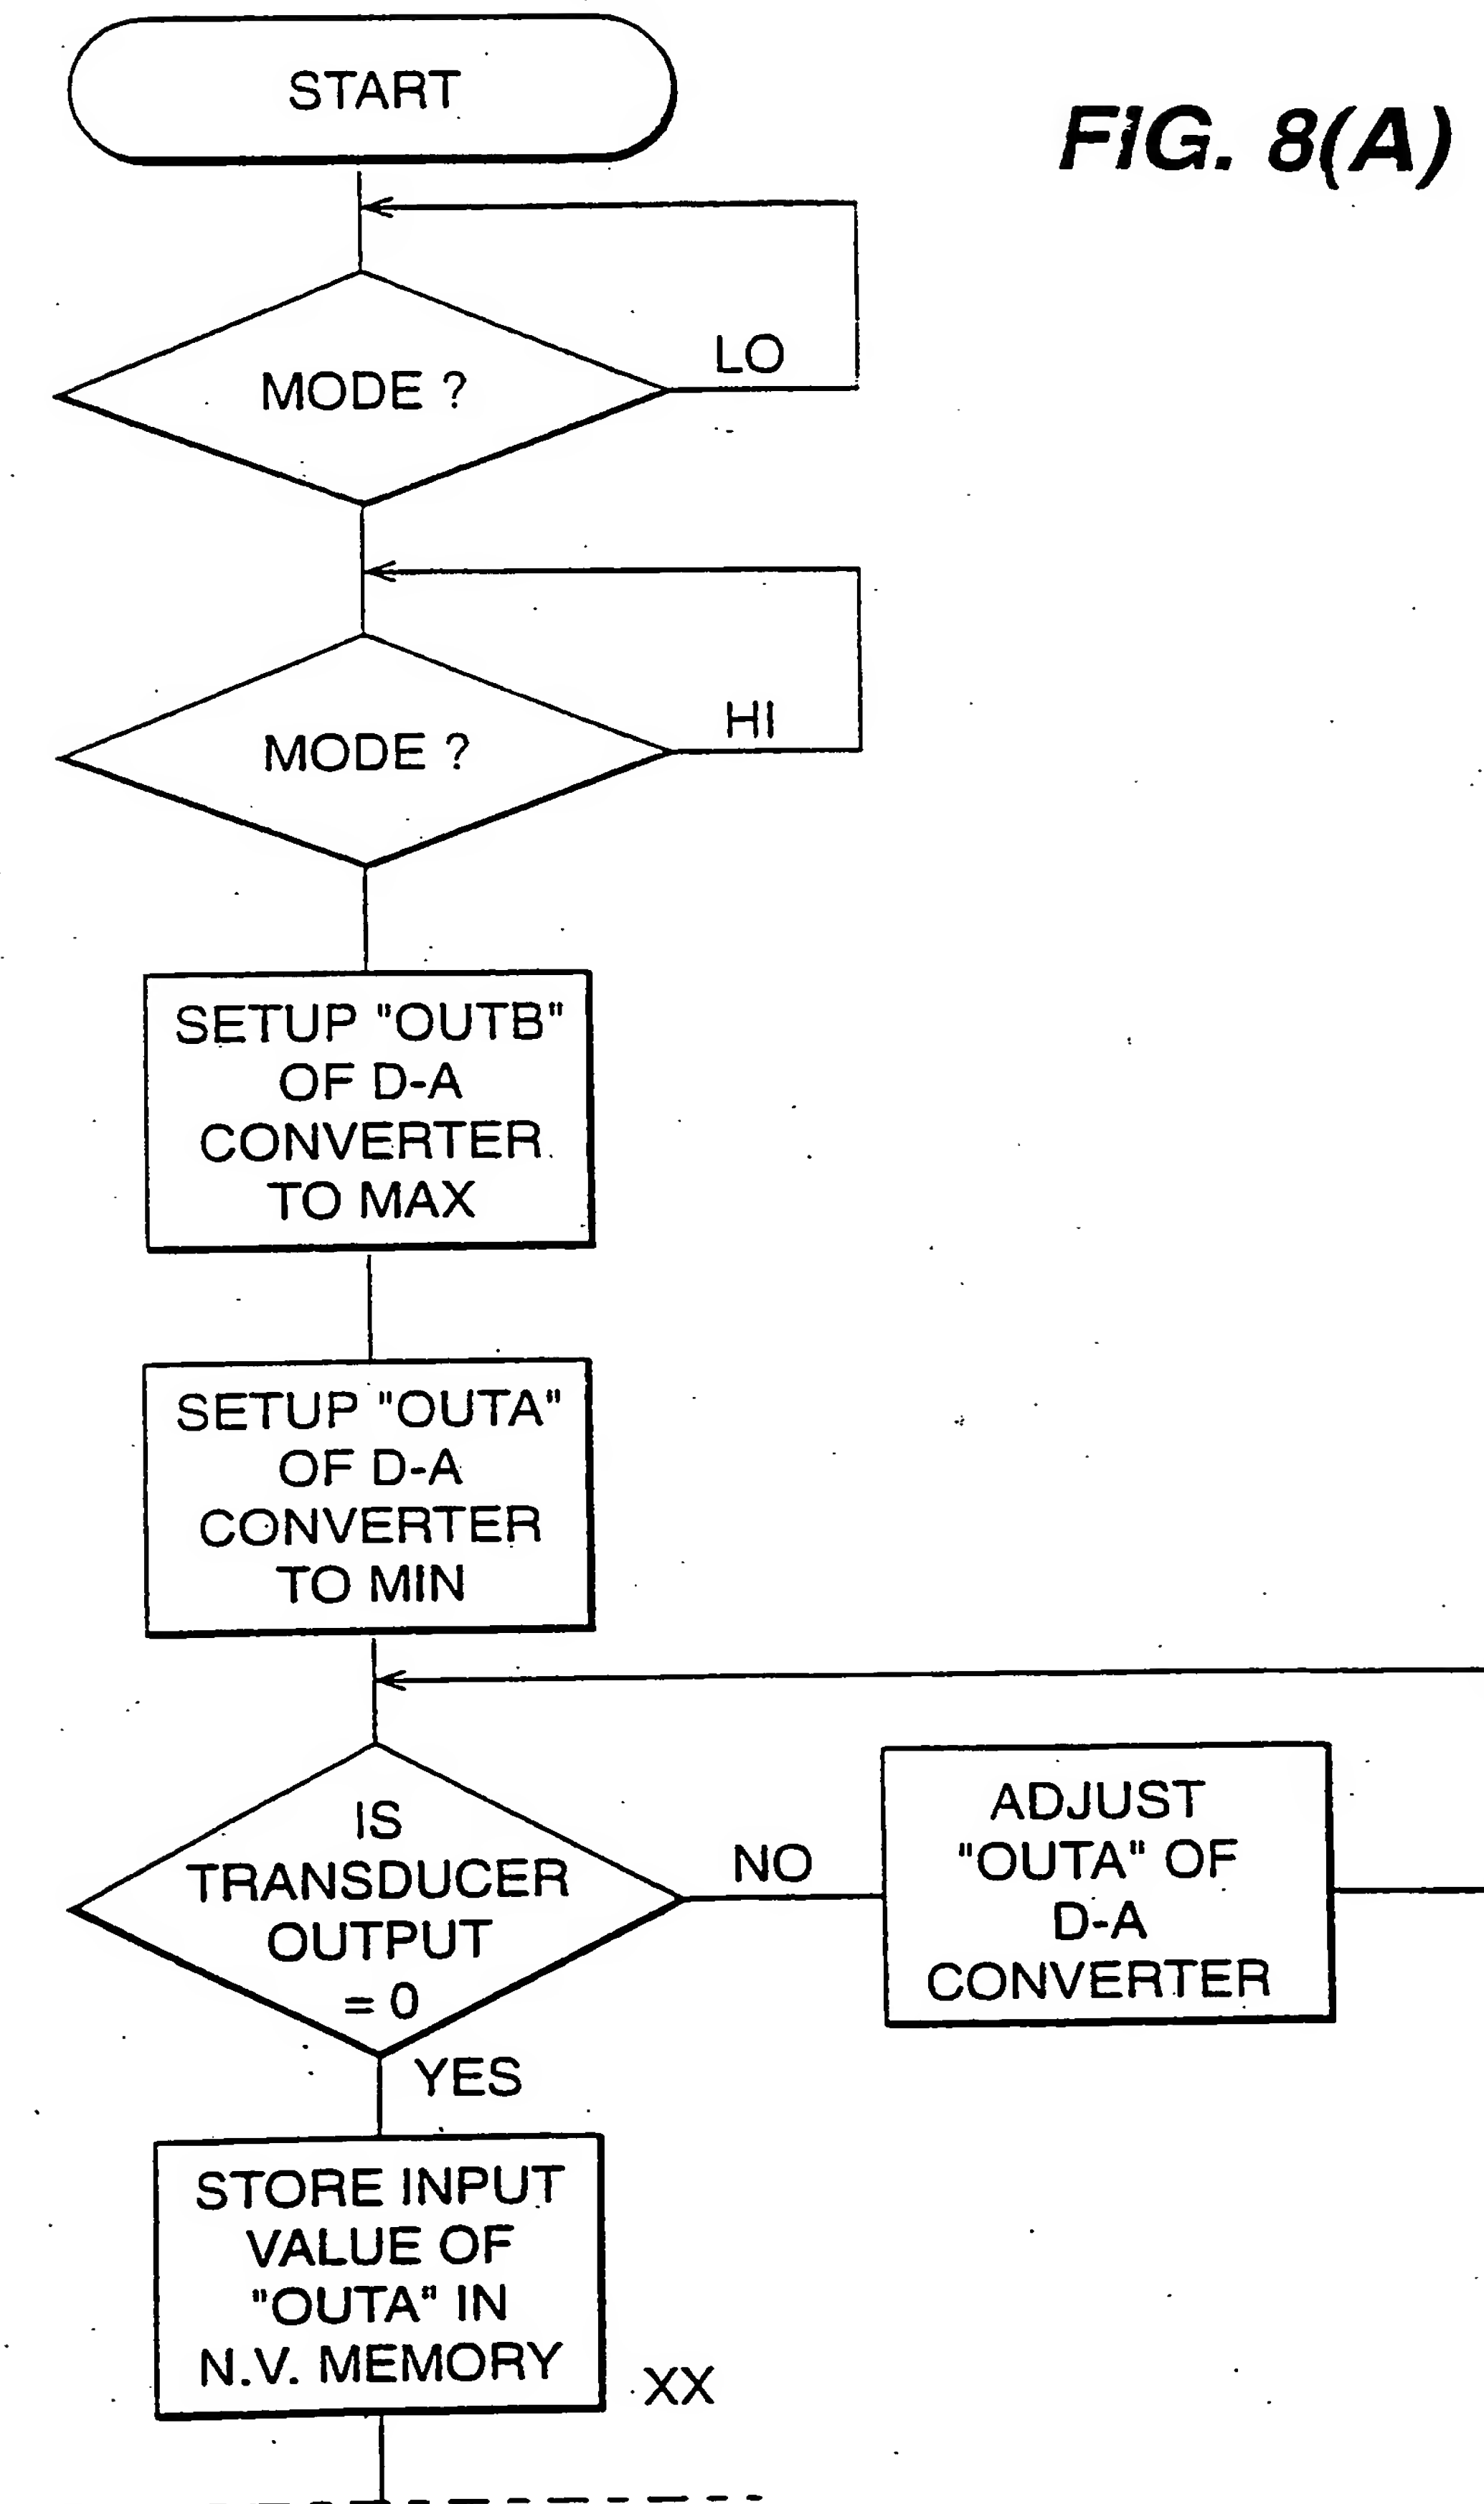 START
FIG. 8(A)
LO
MODE ?
HI
MODE ?
SETUP "OUTB"
OF D-A
CONVERTER
TO MAX
SETUP "OUTA"
OF D-A
CONVERTER
TO MIN
IS
TRANSDUCER
OUTPUT
= 0
NO
ADJUST
"OUTA" OF
D-A
CONVERTER
YES
STORE INPUT
VALUE OF
"OUTA" IN
N.V. MEMORY
XX